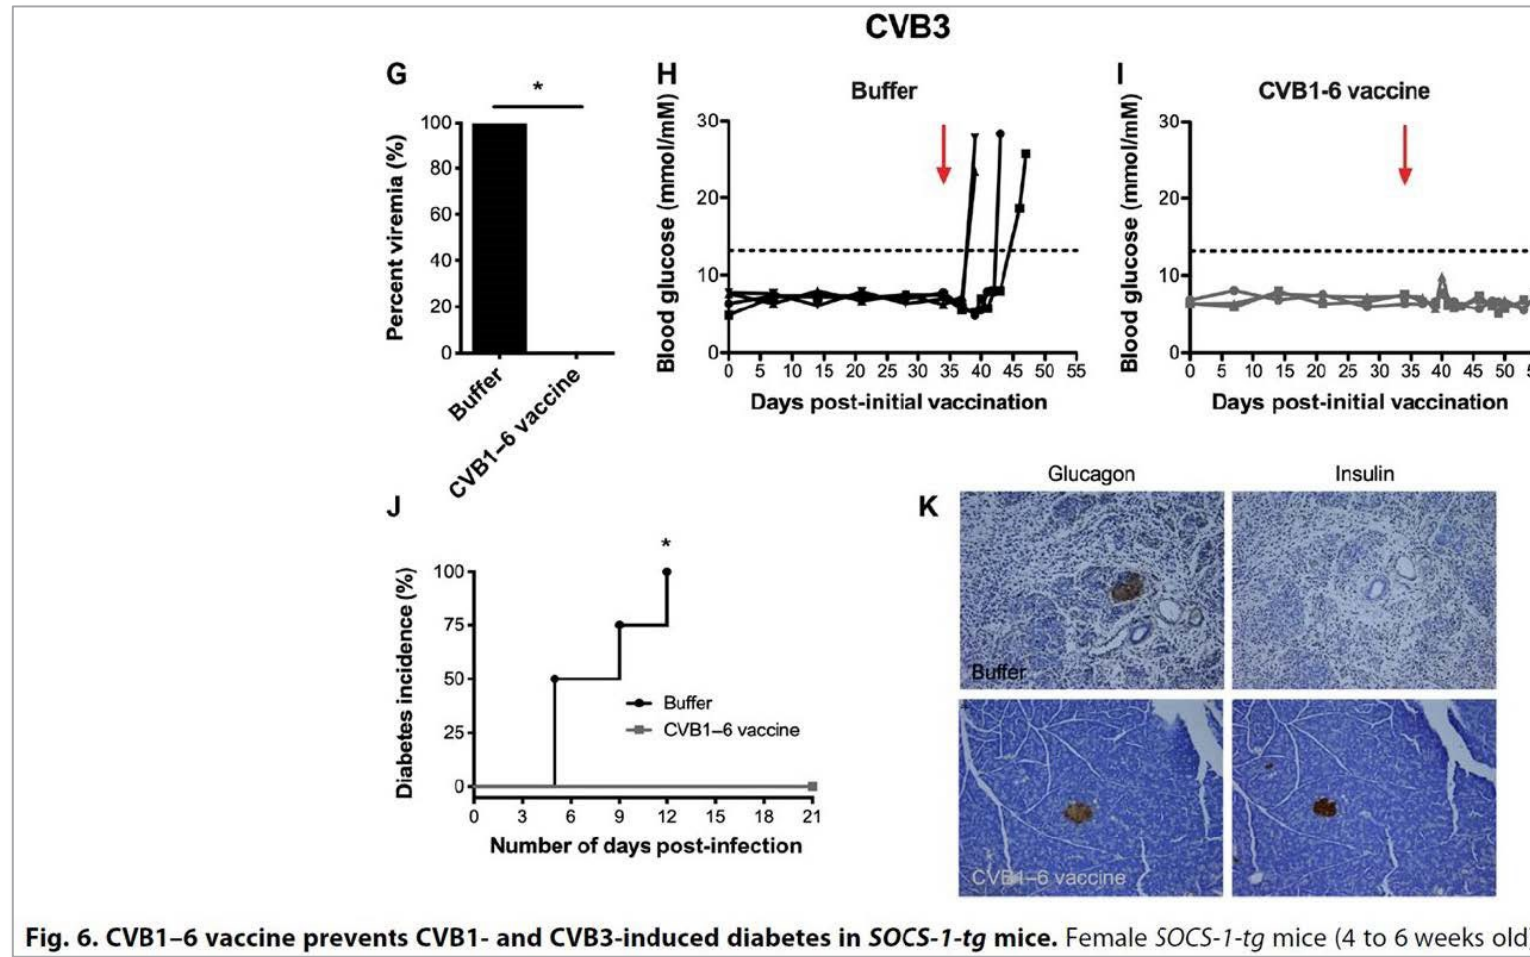 CVB3
G
*
Percent viremia (%)
100
80
60
40
20
0
Buffer
CVB1–6 vaccine
H
Buffer
Blood glucose (mmol/mM)
30
20
10
0
0 5 10 15 20 25 30 35 40 45 50 55
Days post-initial vaccination
I
CVB1-6 vaccine
Blood glucose (mmol/mM)
30
20
10
0
0 5 10 15 20 25 30 35 40 45 50
Days post-initial vaccination
J
*
Diabetes incidence (%)
100
75
50
25
0
Buffer
CVB1–6 vaccine
0 3 6 9 12 15 18 21
Number of days post-infection
K
Glucagon Insulin
Buffer
CVB1–6 vaccine
Fig. 6. CVB1–6 vaccine prevents CVB1- and CVB3-induced diabetes in SOCS-1-tg mice. Female SOCS-1-tg mice (4 to 6 weeks old)